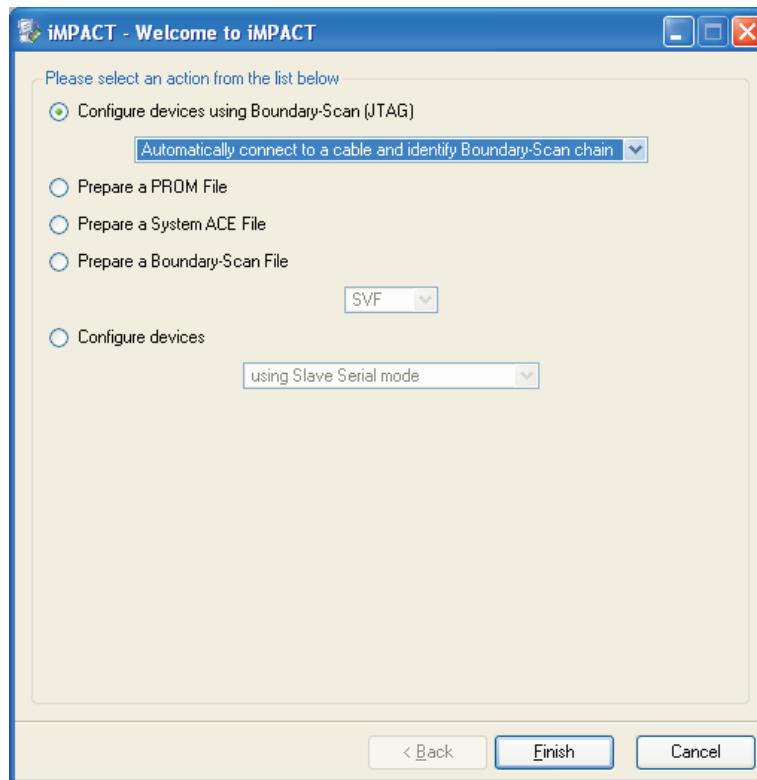 iMPACT - Welcome to iMPACT
Please select an action from the list below
Configure devices using Boundary-Scan (JTAG)
Automatically connect to a cable and identify Boundary-Scan chain
Prepare a PROM File
Prepare a System ACE File
Prepare a Boundary-Scan File
SVF
Configure devices
using Slave Serial mode
< Back Finish Cancel